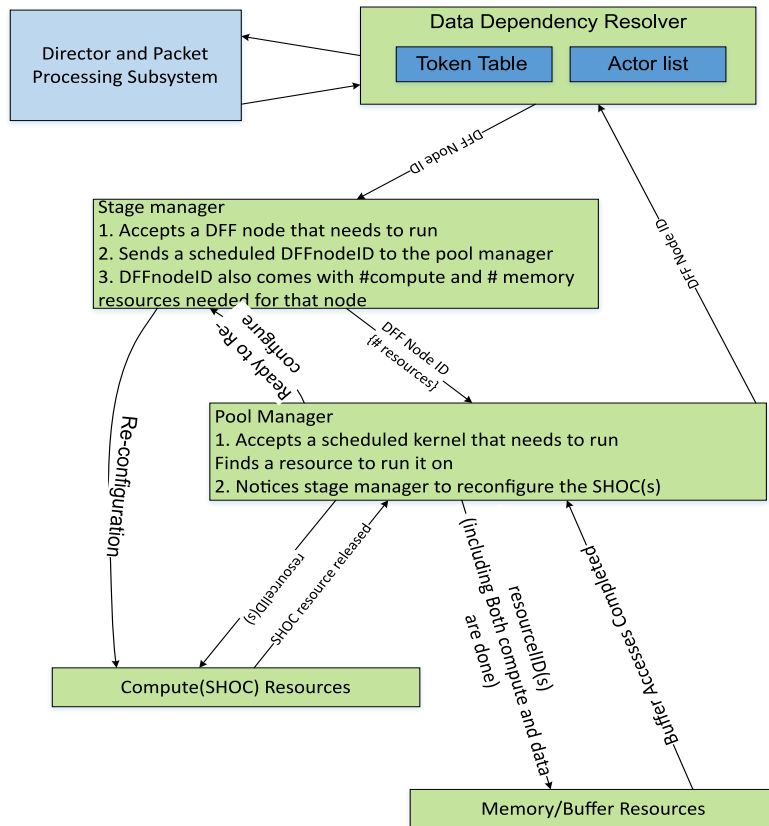 Data Dependency Resolver
Director and Packet
Processing Subsystem
Token Table
Actor list
DFF Node ID
DFF Node ID
Stage manager
1. Accepts a DFF node that needs to run
2. Sends a scheduled DFFnodeID to the pool manager
3. DFFnodeID also comes with #compute and # memory
resources needed for that node
Ready to Re-
configure
DFF Node ID
{# resources}
Re-configuration
Pool Manager
1. Accepts a scheduled kernel that needs to run
Finds a resource to run it on
2. Notices stage manager to reconfigure the SHOC(s)
resourceIID(s)
SHOC resource released
resourceIID(s)
(including Both compute and data
are done)
Buffer Accesses Completed
Compute(SHOC) Resources
Memory/Buffer Resources